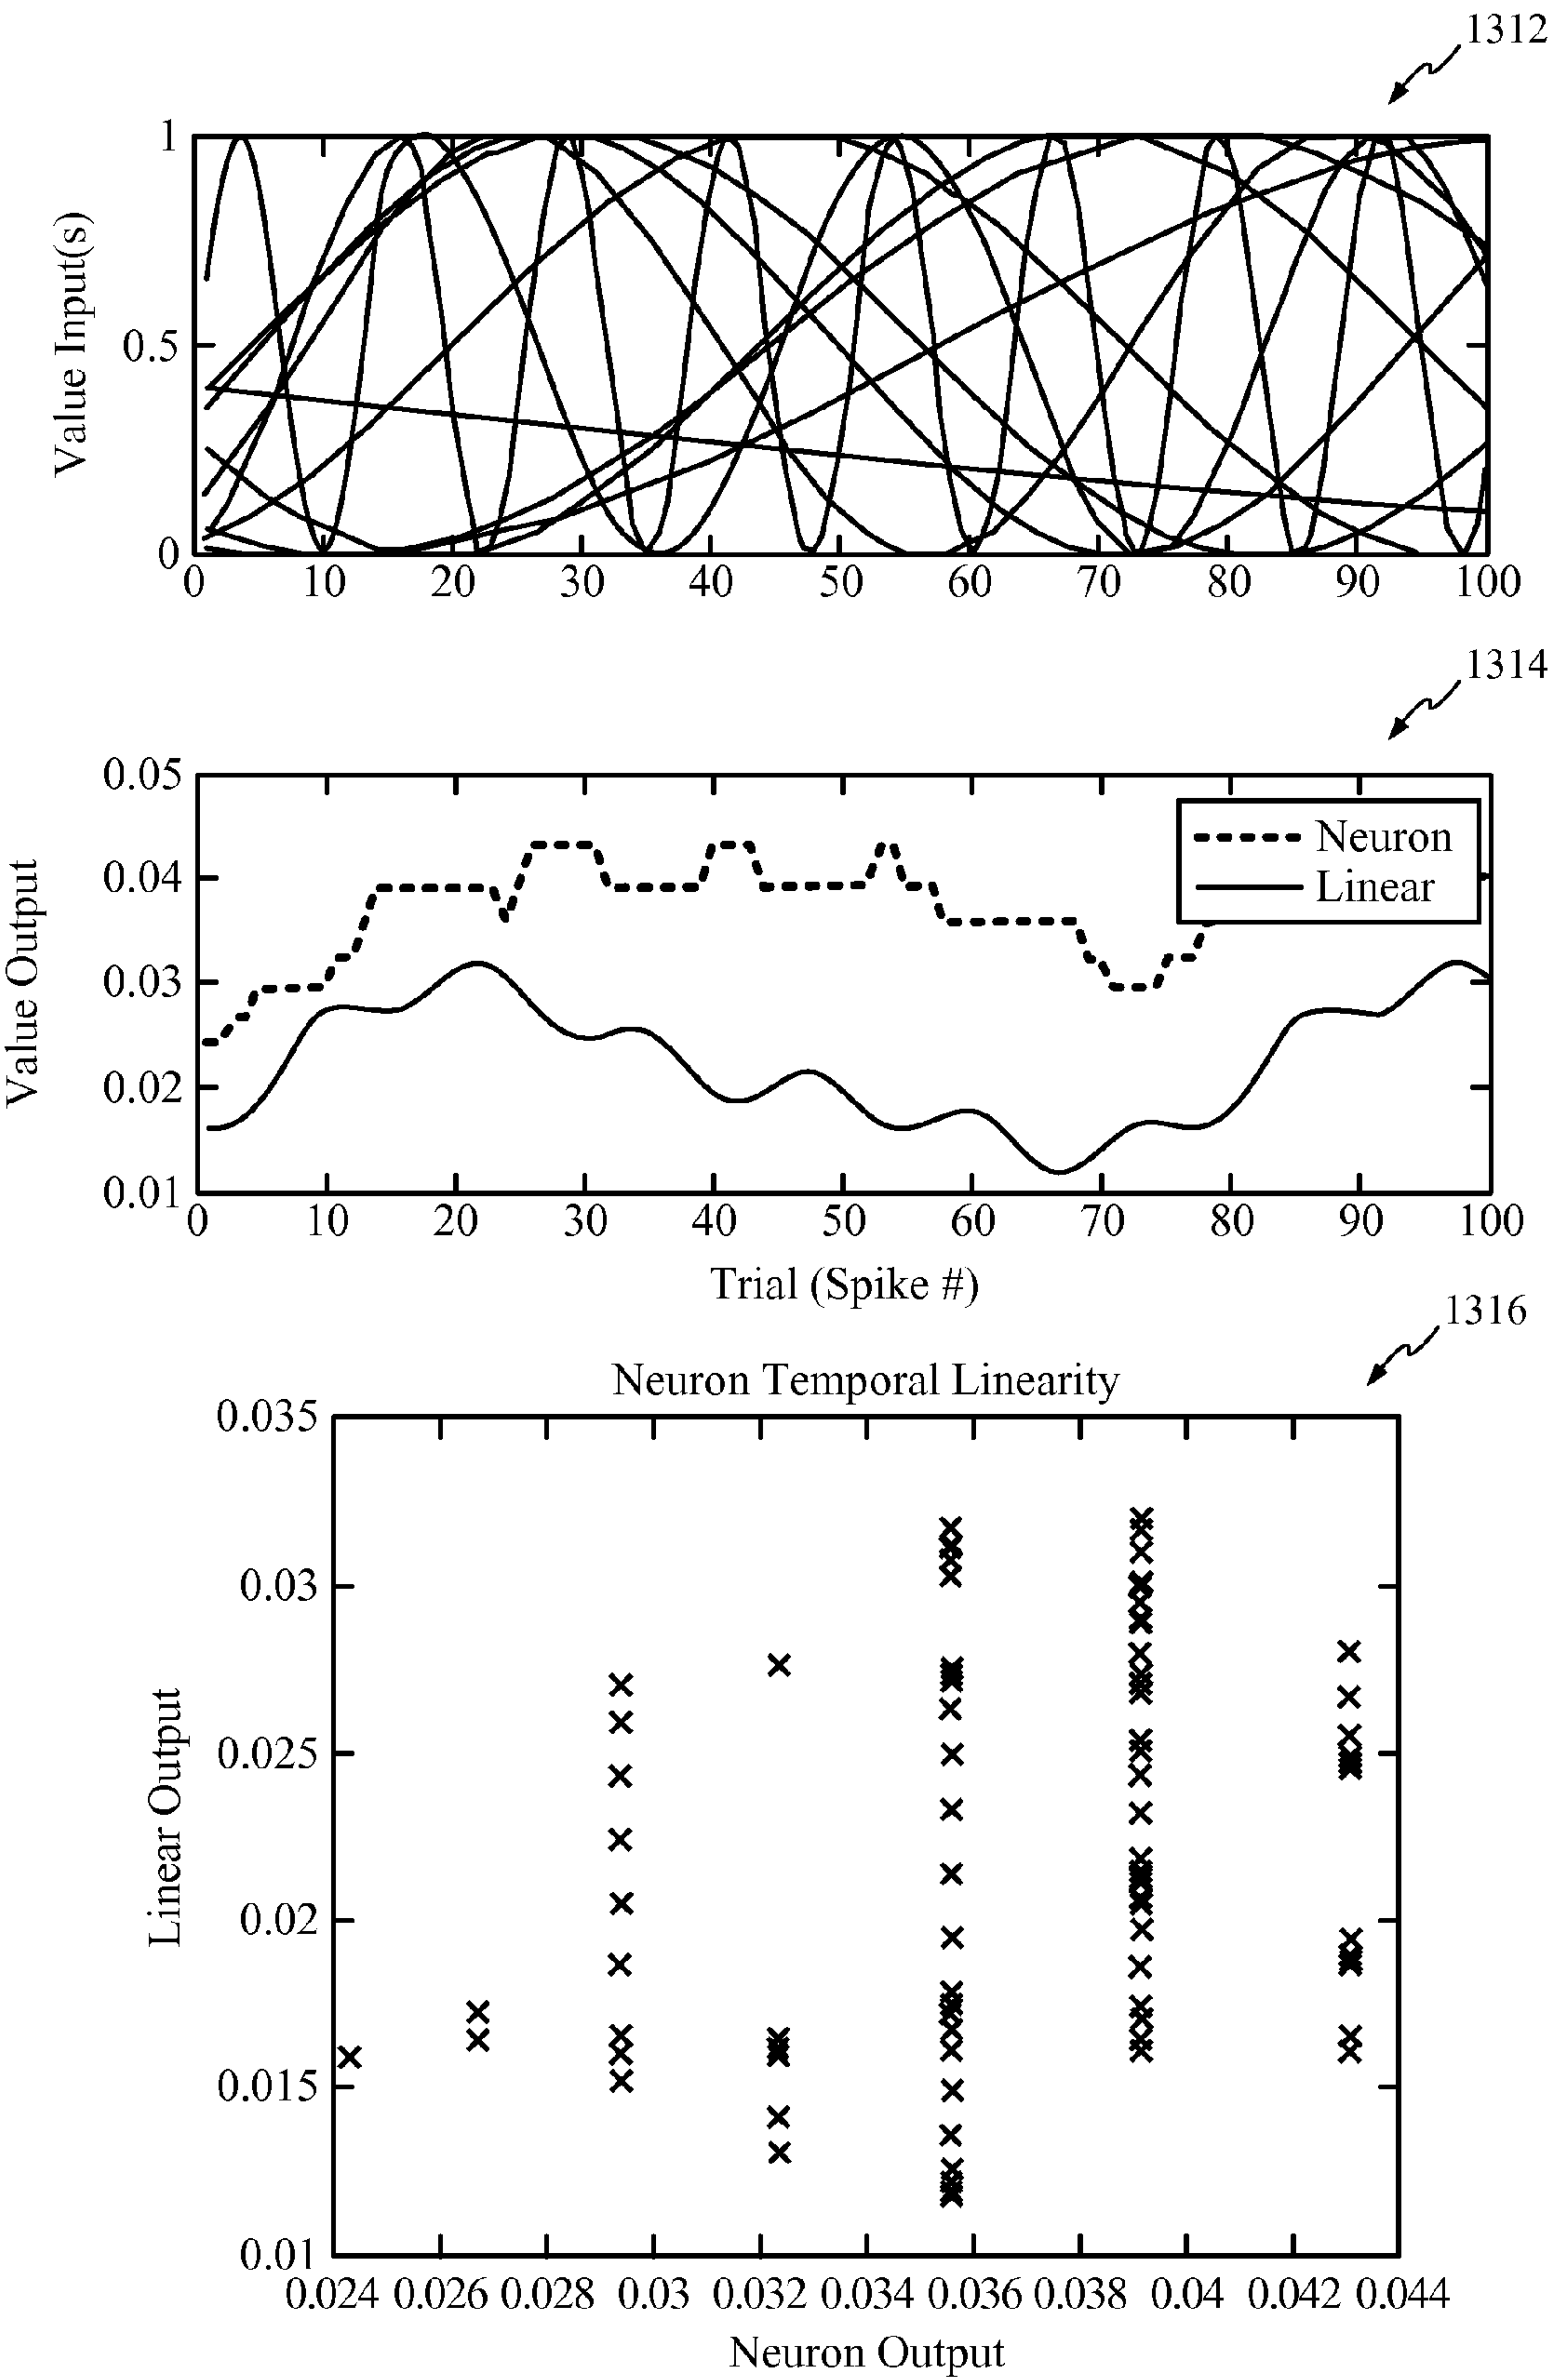 1312
1
0.5
0
Value Input(s)
0 10 20 30 40 50 60 70 80 90 100
1314
0.05
0.04
0.03
0.02
0.01
Value Output
Neuron
Linear
0 10 20 30 40 50 60 70 80 90 100
Trial (Spike #)
1316
Neuron Temporal Linearity
0.035
0.03
0.025
0.02
0.015
0.01
Linear Output
0.024 0.026 0.028 0.03 0.032 0.034 0.036 0.038 0.04 0.042 0.044
Neuron Output